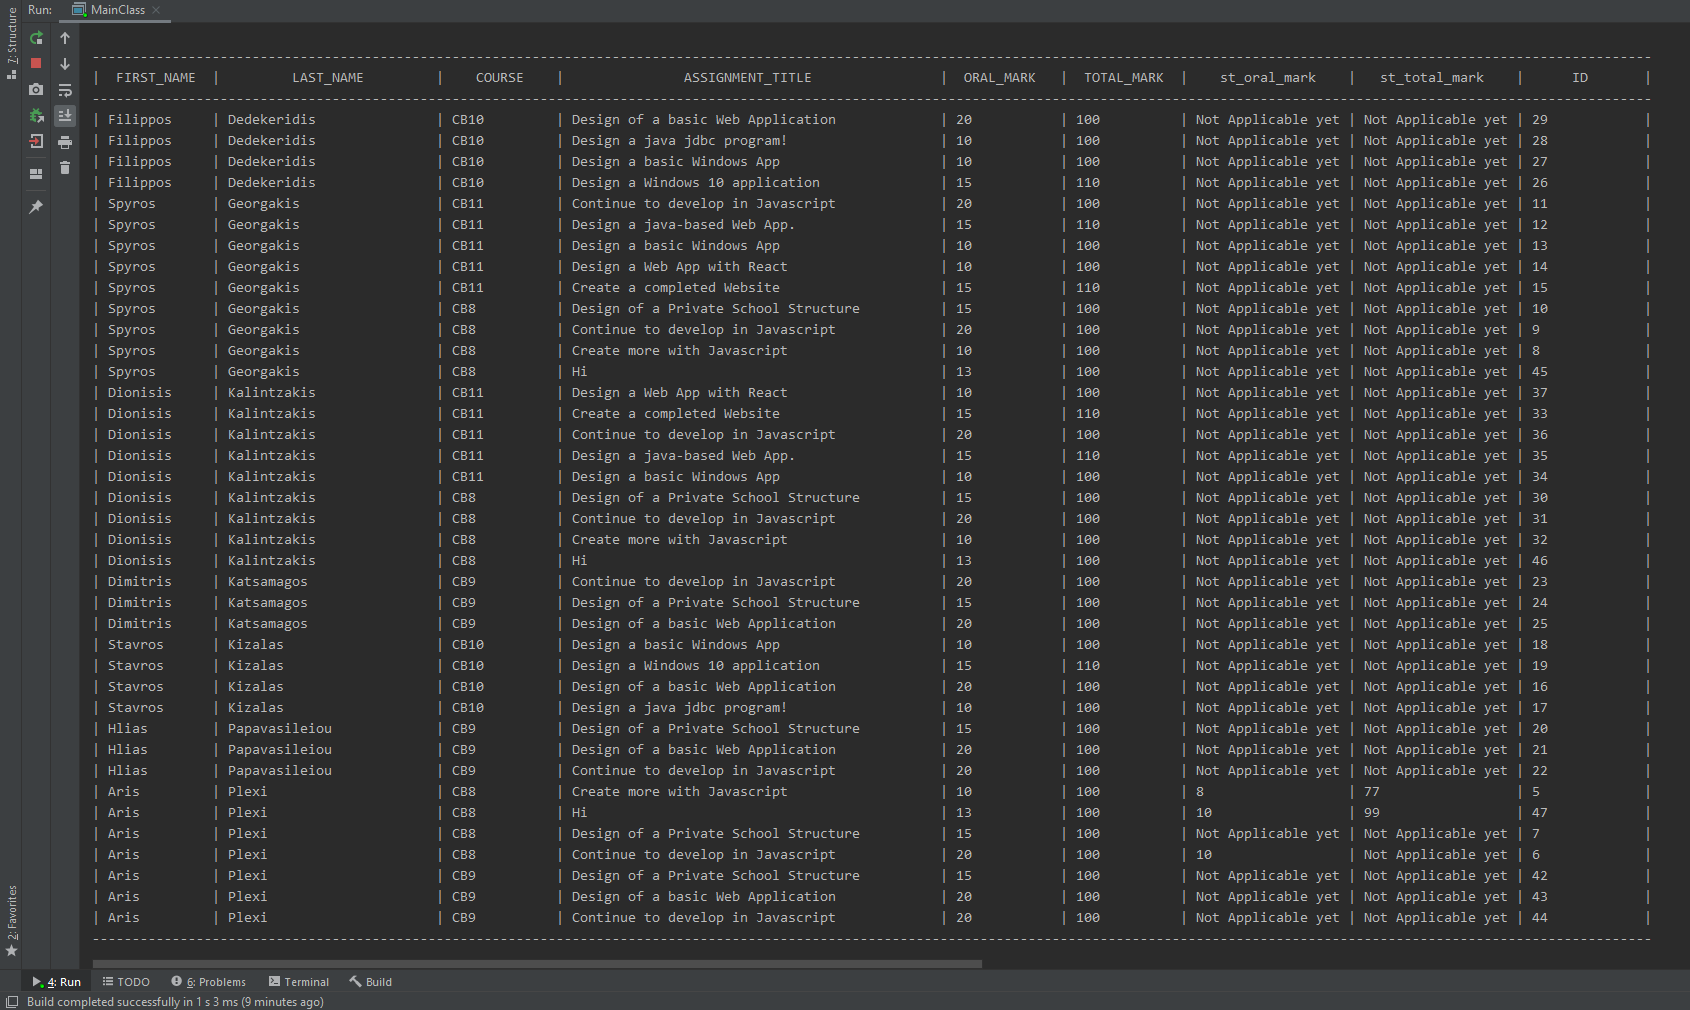 Run: MainClass
7: Structure
---------------------------------------------------------------------------
| FIRST_NAME | LAST_NAME | COURSE | ASSIGNMENT_TITLE | ORAL_MARK | TOTAL_MARK | st_oral_mark | st_total_mark | ID |
---------------------------------------------------------------------------
| Filippos | Dedekeridis | CB10 | Design of a basic Web Application | 20 | 100 | Not Applicable yet | Not Applicable yet | 29 |
| Filippos | Dedekeridis | CB10 | Design a java jdbc program! | 10 | 100 | Not Applicable yet | Not Applicable yet | 28 |
| Filippos | Dedekeridis | CB10 | Design a basic Windows App | 10 | 100 | Not Applicable yet | Not Applicable yet | 27 |
| Filippos | Dedekeridis | CB10 | Design a Windows 10 application | 15 | 110 | Not Applicable yet | Not Applicable yet | 26 |
| Spyros | Georgakis | CB11 | Continue to develop in Javascript | 20 | 100 | Not Applicable yet | Not Applicable yet | 11 |
| Spyros | Georgakis | CB11 | Design a java-based Web App. | 15 | 110 | Not Applicable yet | Not Applicable yet | 12 |
| Spyros | Georgakis | CB11 | Design a basic Windows App | 10 | 100 | Not Applicable yet | Not Applicable yet | 13 |
| Spyros | Georgakis | CB11 | Design a Web App with React | 10 | 100 | Not Applicable yet | Not Applicable yet | 14 |
| Spyros | Georgakis | CB11 | Create a completed Website | 15 | 110 | Not Applicable yet | Not Applicable yet | 15 |
| Spyros | Georgakis | CB8 | Design of a Private School Structure | 15 | 100 | Not Applicable yet | Not Applicable yet | 10 |
| Spyros | Georgakis | CB8 | Continue to develop in Javascript | 20 | 100 | Not Applicable yet | Not Applicable yet | 9 |
| Spyros | Georgakis | CB8 | Create more with Javascript | 10 | 100 | Not Applicable yet | Not Applicable yet | 8 |
| Spyros | Georgakis | CB8 | Hi | 13 | 100 | Not Applicable yet | Not Applicable yet | 45 |
| Dionisis | Kalintzakis | CB11 | Design a Web App with React | 10 | 100 | Not Applicable yet | Not Applicable yet | 37 |
| Dionisis | Kalintzakis | CB11 | Create a completed Website | 15 | 110 | Not Applicable yet | Not Applicable yet | 33 |
| Dionisis | Kalintzakis | CB11 | Continue to develop in Javascript | 20 | 100 | Not Applicable yet | Not Applicable yet | 36 |
| Dionisis | Kalintzakis | CB11 | Design a java-based Web App. | 15 | 110 | Not Applicable yet | Not Applicable yet | 35 |
| Dionisis | Kalintzakis | CB11 | Design a basic Windows App | 10 | 100 | Not Applicable yet | Not Applicable yet | 34 |
| Dionisis | Kalintzakis | CB8 | Design of a Private School Structure | 15 | 100 | Not Applicable yet | Not Applicable yet | 30 |
| Dionisis | Kalintzakis | CB8 | Continue to develop in Javascript | 20 | 100 | Not Applicable yet | Not Applicable yet | 31 |
| Dionisis | Kalintzakis | CB8 | Create more with Javascript | 10 | 100 | Not Applicable yet | Not Applicable yet | 32 |
| Dionisis | Kalintzakis | CB8 | Hi | 13 | 100 | Not Applicable yet | Not Applicable yet | 46 |
| Dimitris | Katsamagos | CB9 | Continue to develop in Javascript | 20 | 100 | Not Applicable yet | Not Applicable yet | 23 |
| Dimitris | Katsamagos | CB9 | Design of a Private School Structure | 15 | 100 | Not Applicable yet | Not Applicable yet | 24 |
| Dimitris | Katsamagos | CB9 | Design of a basic Web Application | 20 | 100 | Not Applicable yet | Not Applicable yet | 25 |
| Stavros | Kizalas | CB10 | Design a basic Windows App | 10 | 100 | Not Applicable yet | Not Applicable yet | 18 |
| Stavros | Kizalas | CB10 | Design a Windows 10 application | 15 | 110 | Not Applicable yet | Not Applicable yet | 19 |
| Stavros | Kizalas | CB10 | Design of a basic Web Application | 20 | 100 | Not Applicable yet | Not Applicable yet | 16 |
| Stavros | Kizalas | CB10 | Design a java jdbc program! | 10 | 100 | Not Applicable yet | Not Applicable yet | 17 |
| Hlias | Papavasileiou | CB9 | Design of a Private School Structure | 15 | 100 | Not Applicable yet | Not Applicable yet | 20 |
| Hlias | Papavasileiou | CB9 | Design of a basic Web Application | 20 | 100 | Not Applicable yet | Not Applicable yet | 21 |
| Hlias | Papavasileiou | CB9 | Continue to develop in Javascript | 20 | 100 | Not Applicable yet | Not Applicable yet | 22 |
| Aris | Plexi | CB8 | Create more with Javascript | 10 | 100 | 8 | 77 | 5 |
| Aris | Plexi | CB8 | Hi | 13 | 100 | 10 | 99 | 47 |
| Aris | Plexi | CB8 | Design of a Private School Structure | 15 | 100 | Not Applicable yet | Not Applicable yet | 7 |
| Aris | Plexi | CB8 | Continue to develop in Javascript | 20 | 100 | 10 | Not Applicable yet | 6 |
| Aris | Plexi | CB9 | Design of a Private School Structure | 15 | 100 | Not Applicable yet | Not Applicable yet | 42 |
| Aris | Plexi | CB9 | Design of a basic Web Application | 20 | 100 | Not Applicable yet | Not Applicable yet | 43 |
| Aris | Plexi | CB9 | Continue to develop in Javascript | 20 | 100 | Not Applicable yet | Not Applicable yet | 44 |
---------------------------------------------------------------------------
2: Favorites
4: Run TODO 6: Problems Terminal Build
Build completed successfully in 1 s 3 ms (9 minutes ago)